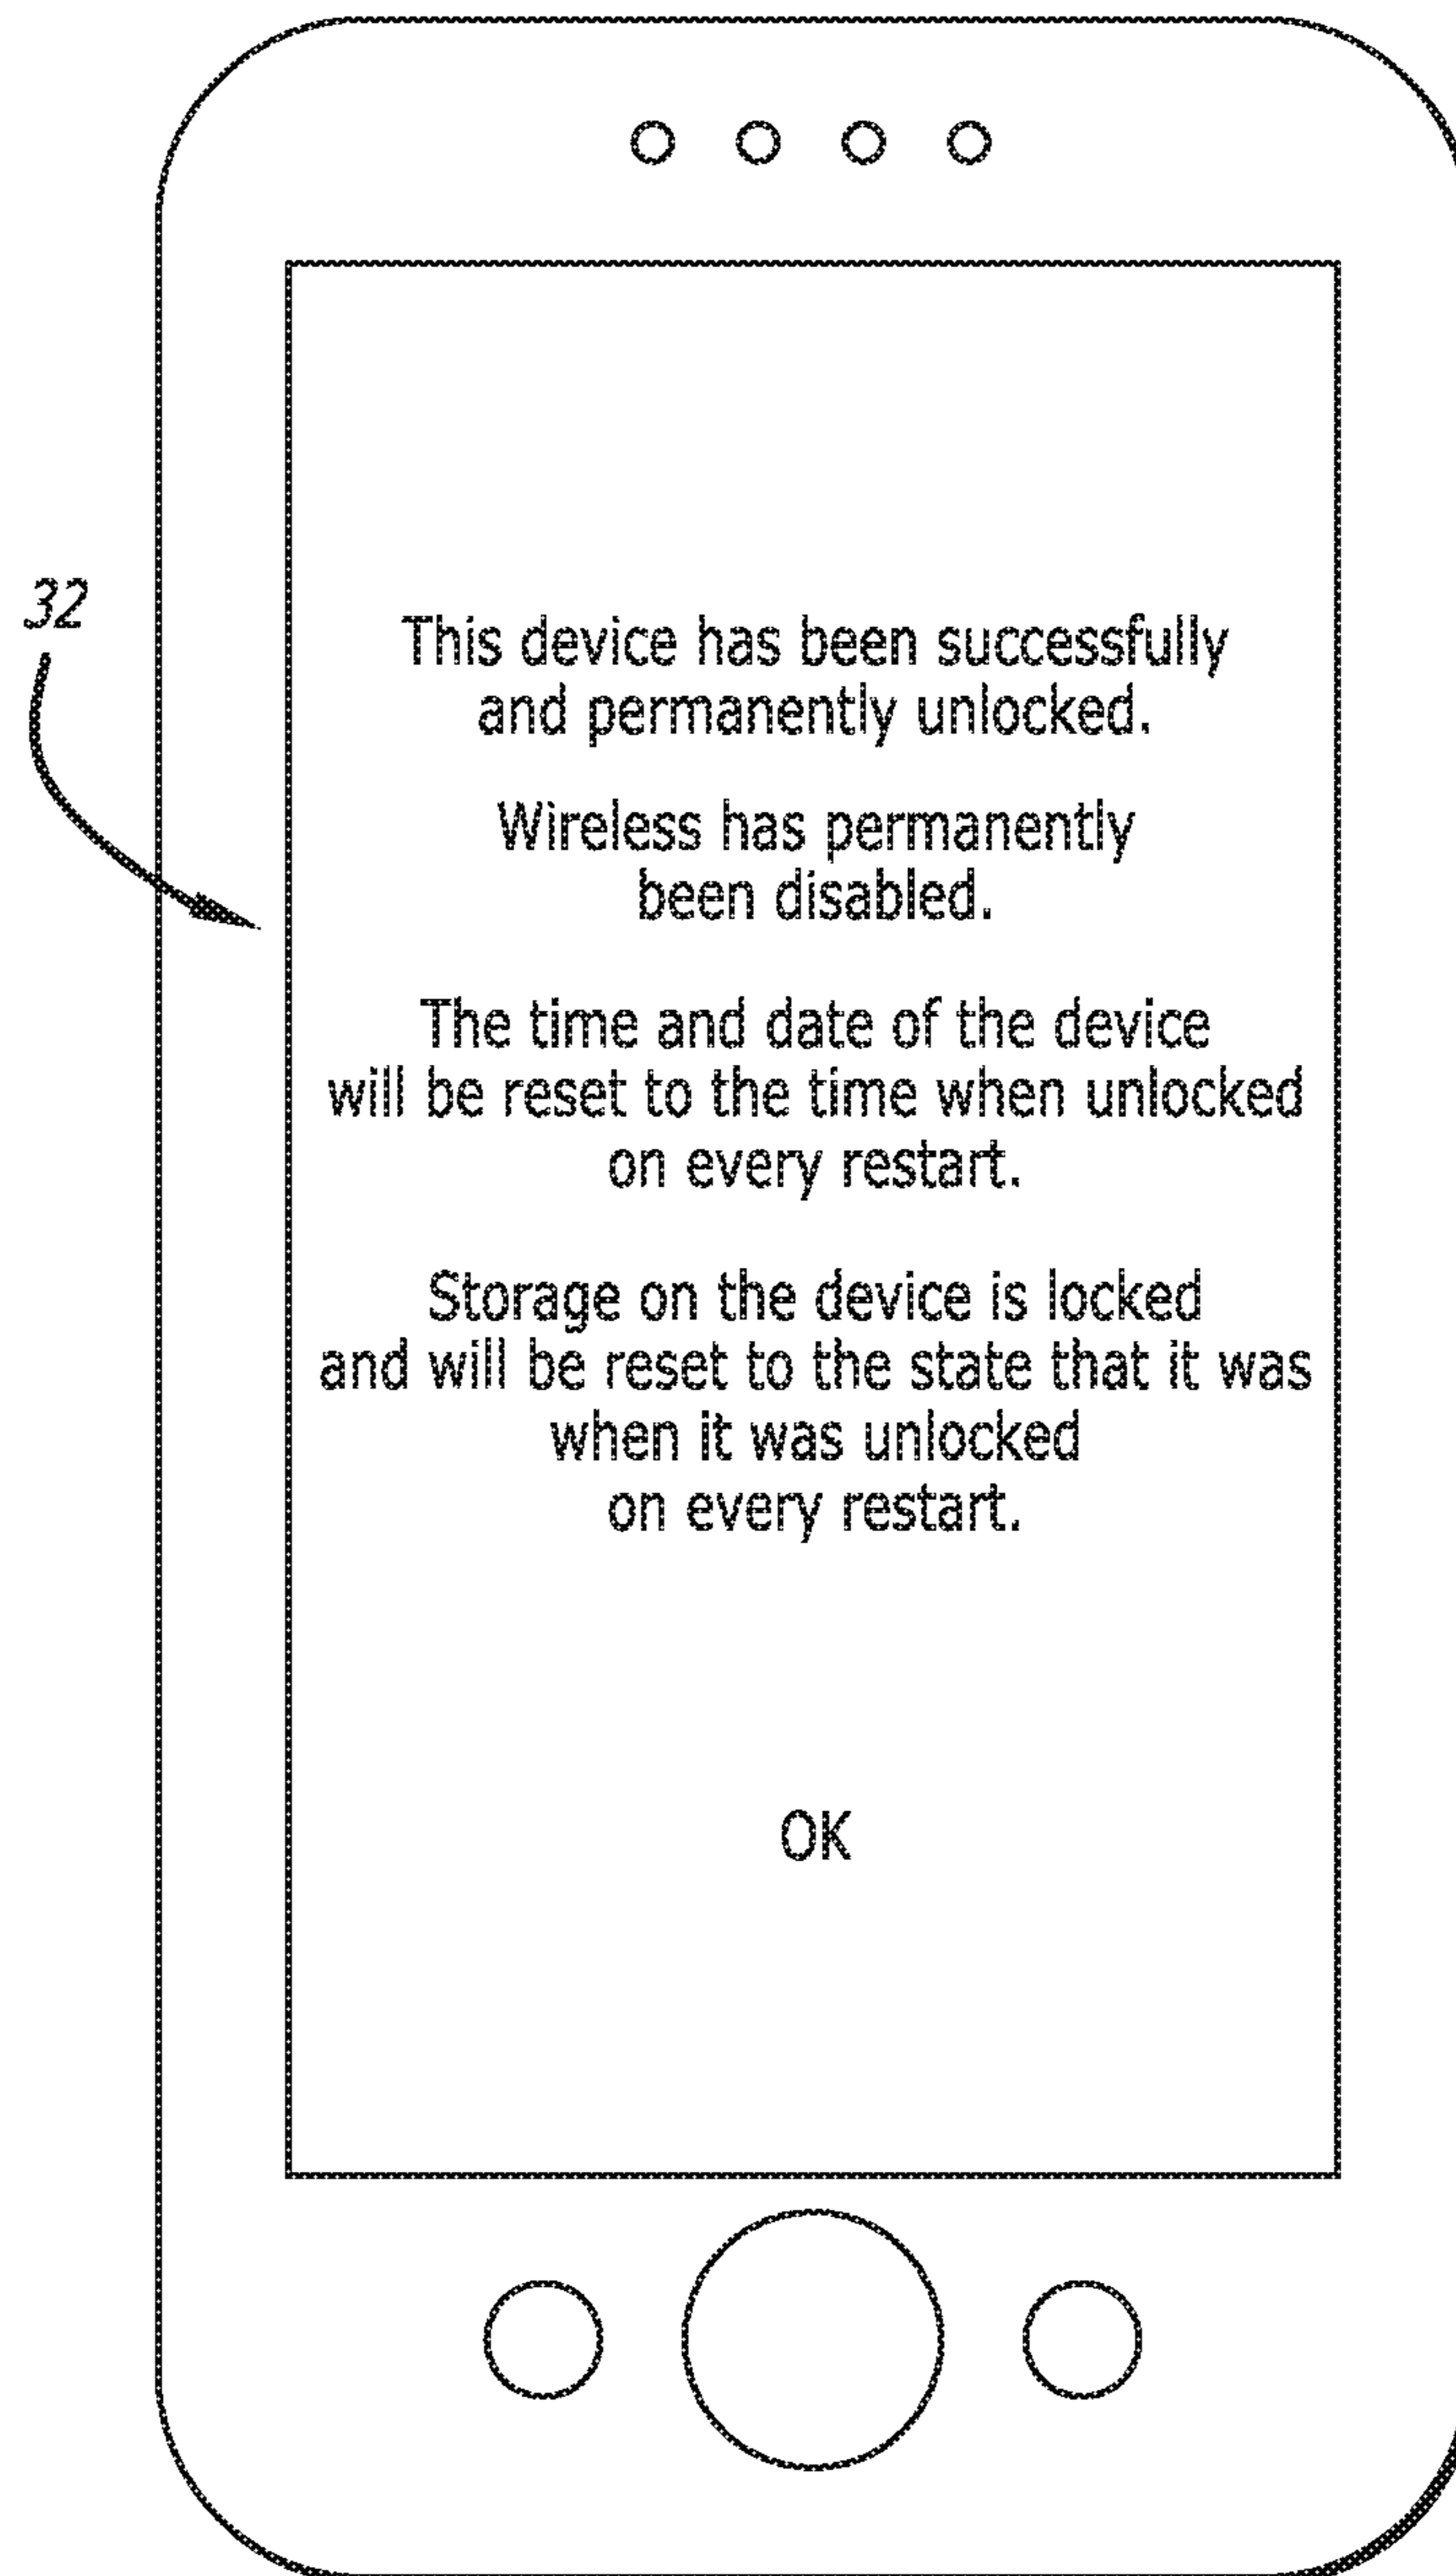 32
This device has been successfully
and permanently unlocked.
Wireless has permanently
been disabled.
The time and date of the device
will be reset to the time when unlocked
on every restart.
Storage on the device is locked
and will be reset to the state that it was
when it was unlocked
on every restart.
OK